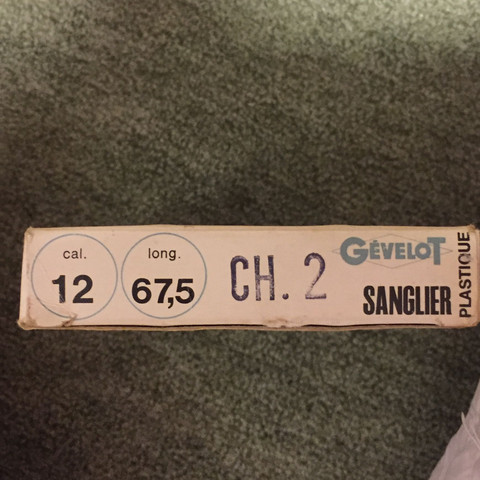 cal.
12
long.
67,5
CH. 2
GÉVELOT
SANGLIER
PLASTIQUE